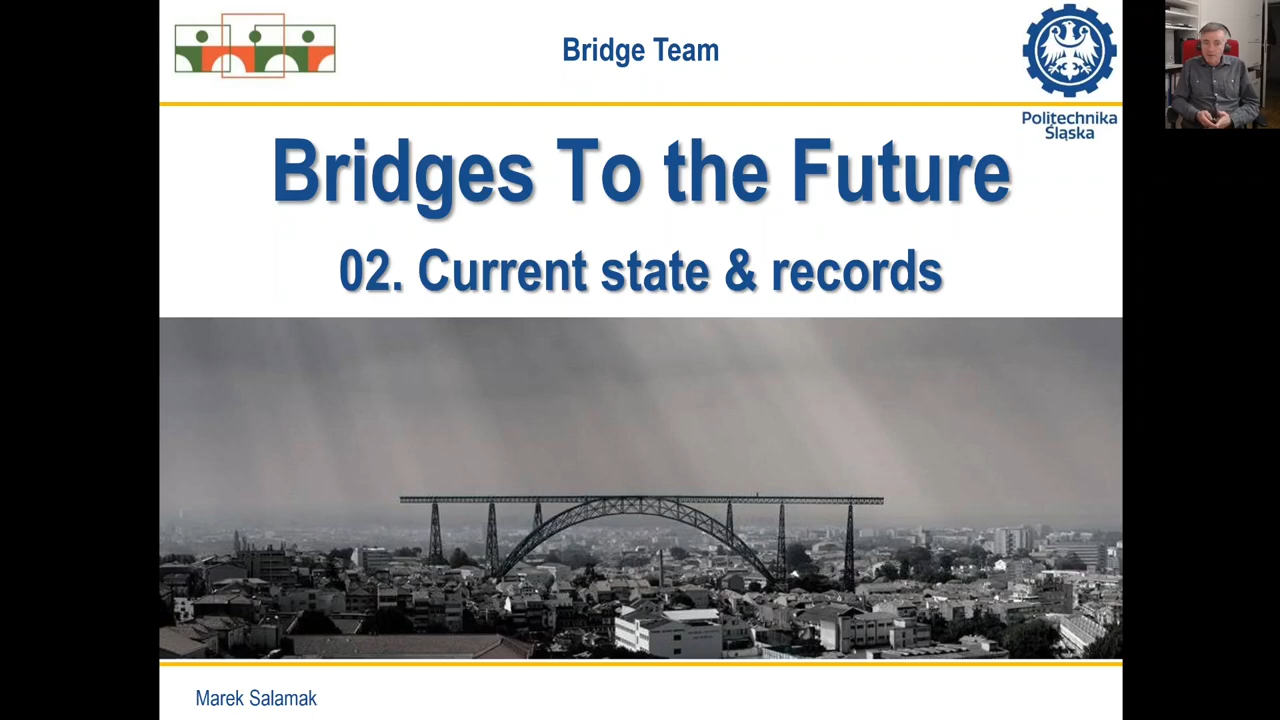 Bridge Team
Politechnika
Śląska
Bridges To the Future
02. Current state & records
Marek Salamak